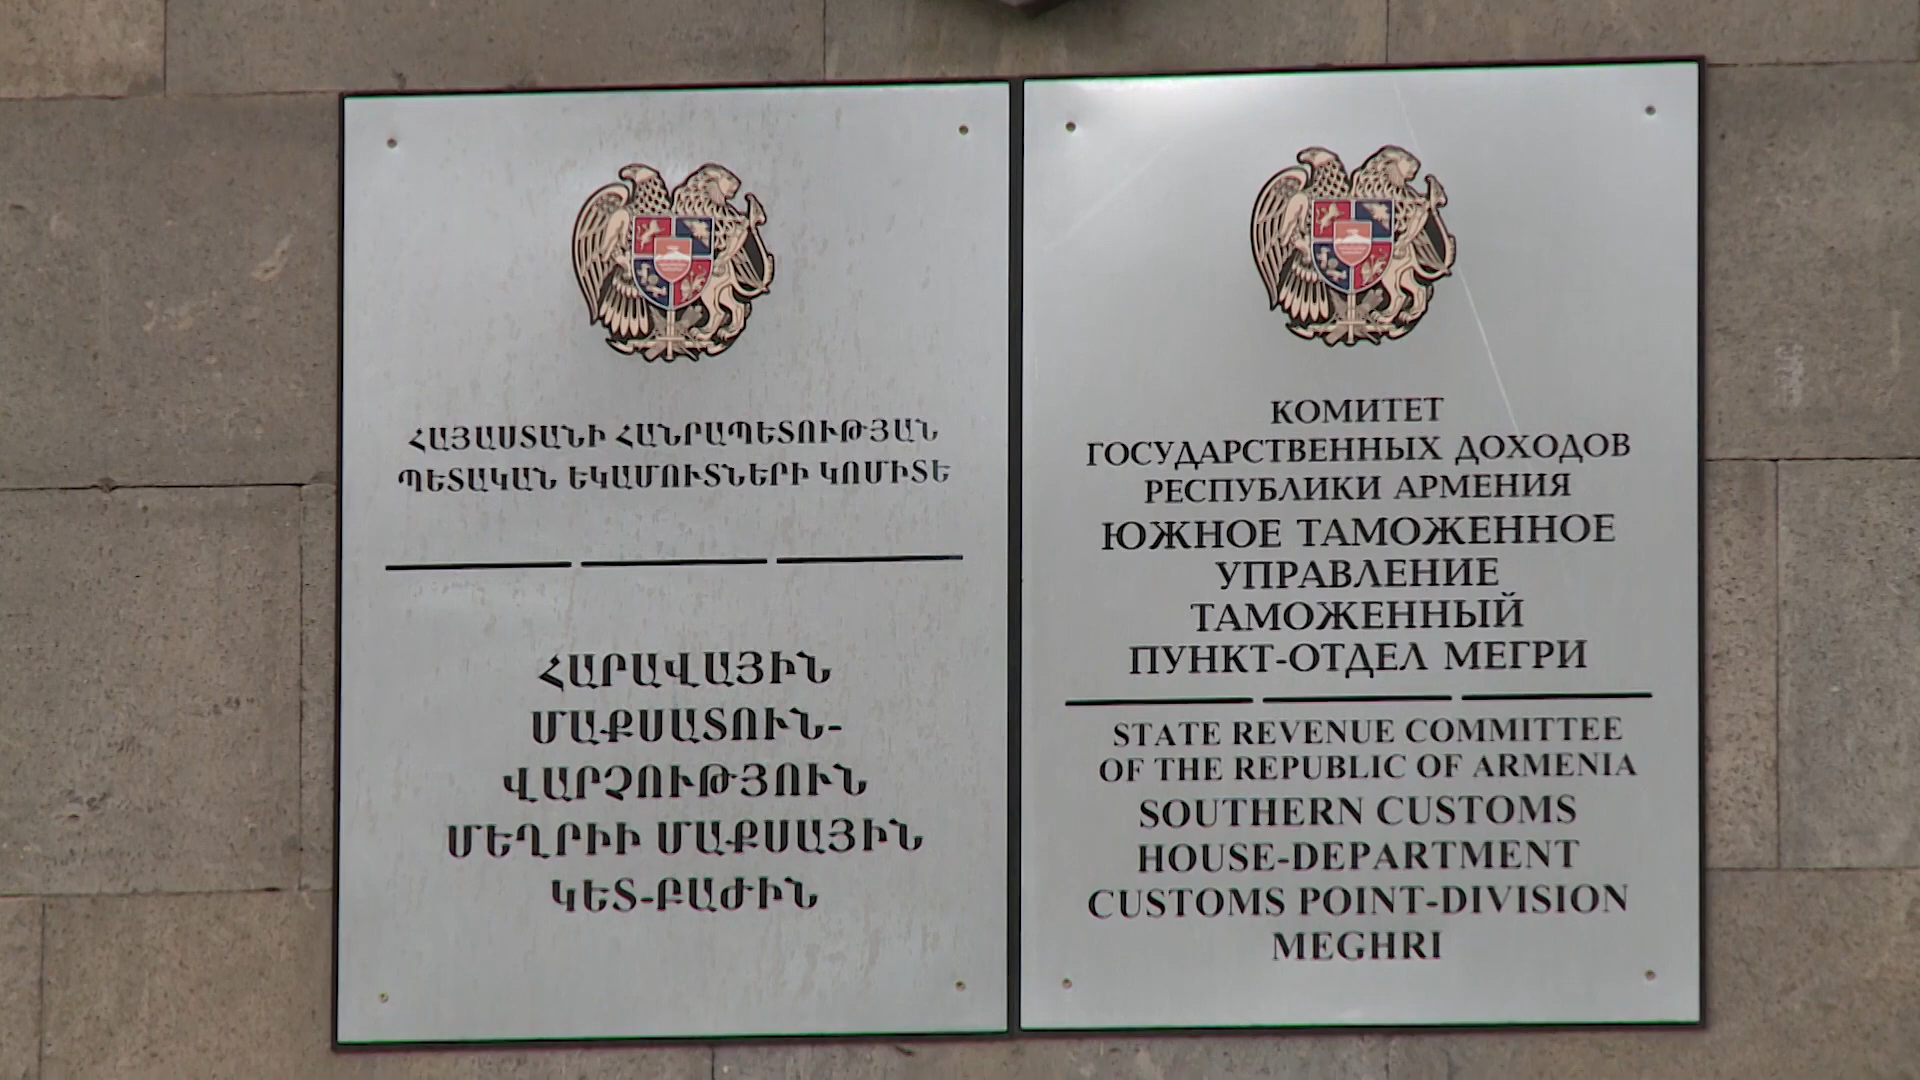 ՀԱՅԱՍՏԱՆԻ ՀԱՆՐԱՊԵՏՈՒԹՅԱՆ
ՊԵՏԱԿԱՆ ԵԿԱՄՈՒՏՆԵՐԻ ԿՈՄԻՏԵ
ՀԱՐԱՎԱՅԻՆ
ՄԱՔՍԱՏՈՒՆ-
ՎԱՐՉՈՒԹՅՈՒՆ
ՄԵՂՐԻԻ ՄԱՔՍԱՅԻՆ
ԿԵՏ-ԲԱԺԻՆ
КОМИТЕТ
ГОСУДАРСТВЕННЫХ ДОХОДОВ
РЕСПУБЛИКИ АРМЕНИЯ
ЮЖНОЕ ТАМОЖЕННОЕ
УПРАВЛЕНИЕ
ТАМОЖЕННЫЙ
ПУНКТ-ОТДЕЛ МЕГРИ
STATE REVENUE COMMITTEE
OF THE REPUBLIC OF ARMENIA
SOUTHERN CUSTOMS
HOUSE-DEPARTMENT
CUSTOMS POINT-DIVISION
MEGHRI